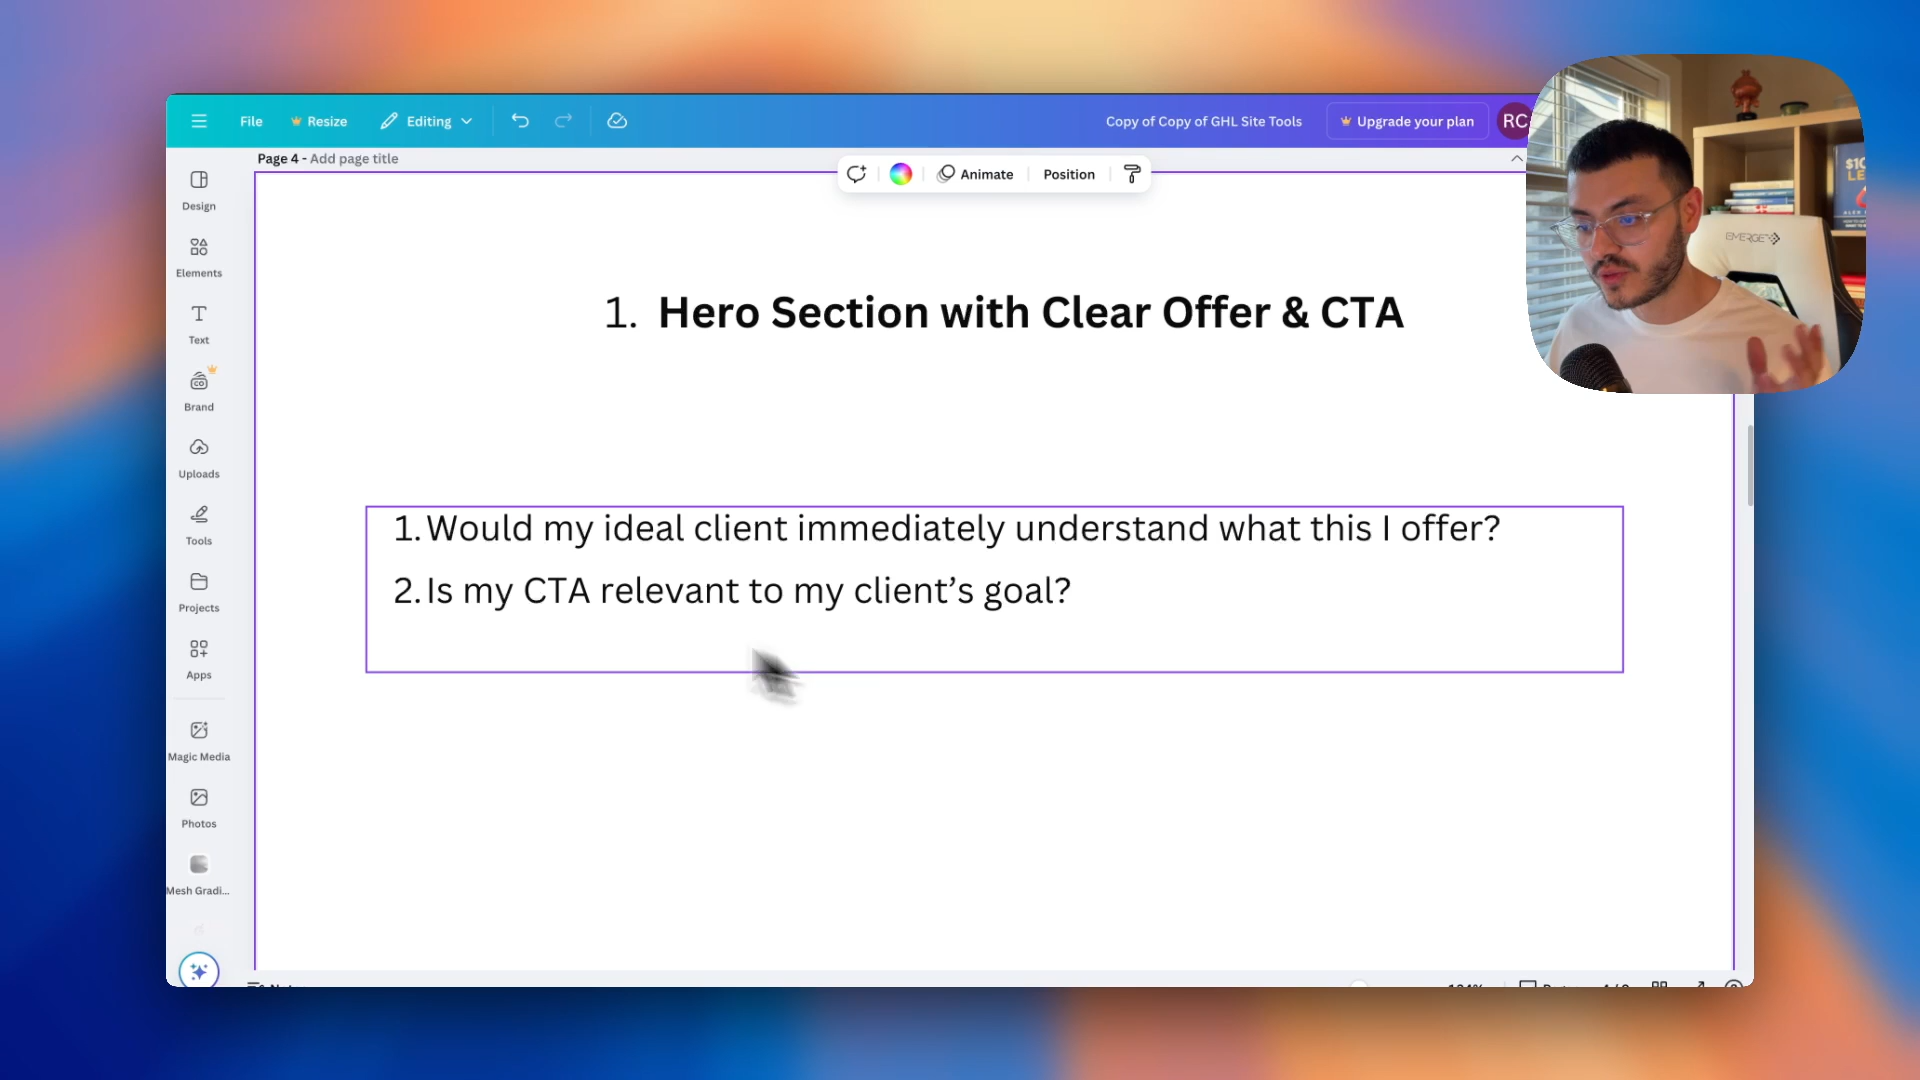 File
Resize
Editing
Copy of Copy of GHL Site Tools
Upgrade your plan
RC
Page 4 - Add page title
Animate
Position
Design
Elements
Text
Brand
Uploads
Tools
Projects
Apps
Magic Media
Photos
Mesh Gradi...
1. Hero Section with Clear Offer & CTA
1. Would my ideal client immediately understand what this I offer?
2. Is my CTA relevant to my client’s goal?
EMERGE